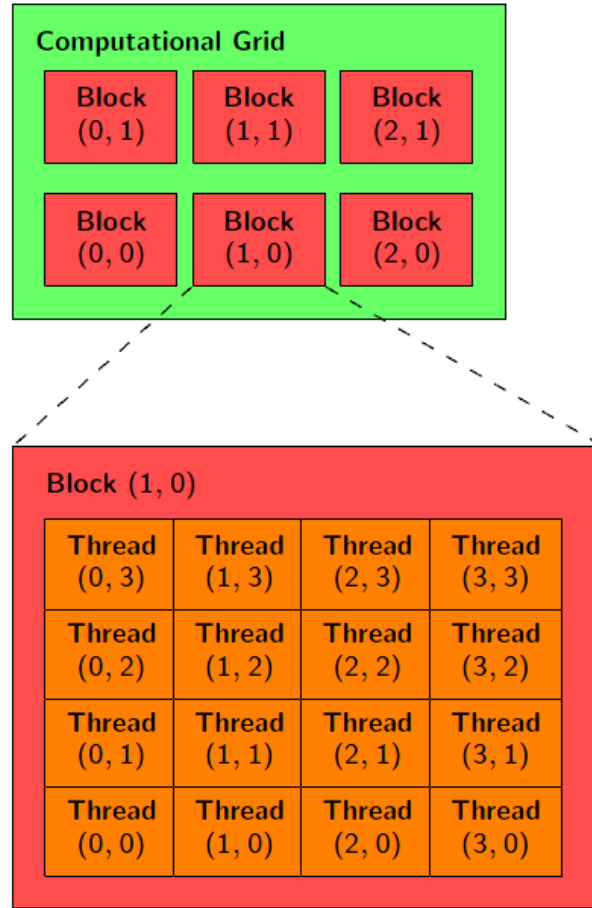 Computational Grid
Block Block Block
(0, 1) (1, 1) (2, 1)
Block Block Block
(0, 0) (1, 0) (2, 0)
Block (1, 0)
Thread Thread Thread Thread
(0, 3) (1, 3) (2, 3) (3, 3)
Thread Thread Thread Thread
(0, 2) (1, 2) (2, 2) (3, 2)
Thread Thread Thread Thread
(0, 1) (1, 1) (2, 1) (3, 1)
Thread Thread Thread Thread
(0, 0) (1, 0) (2, 0) (3, 0)